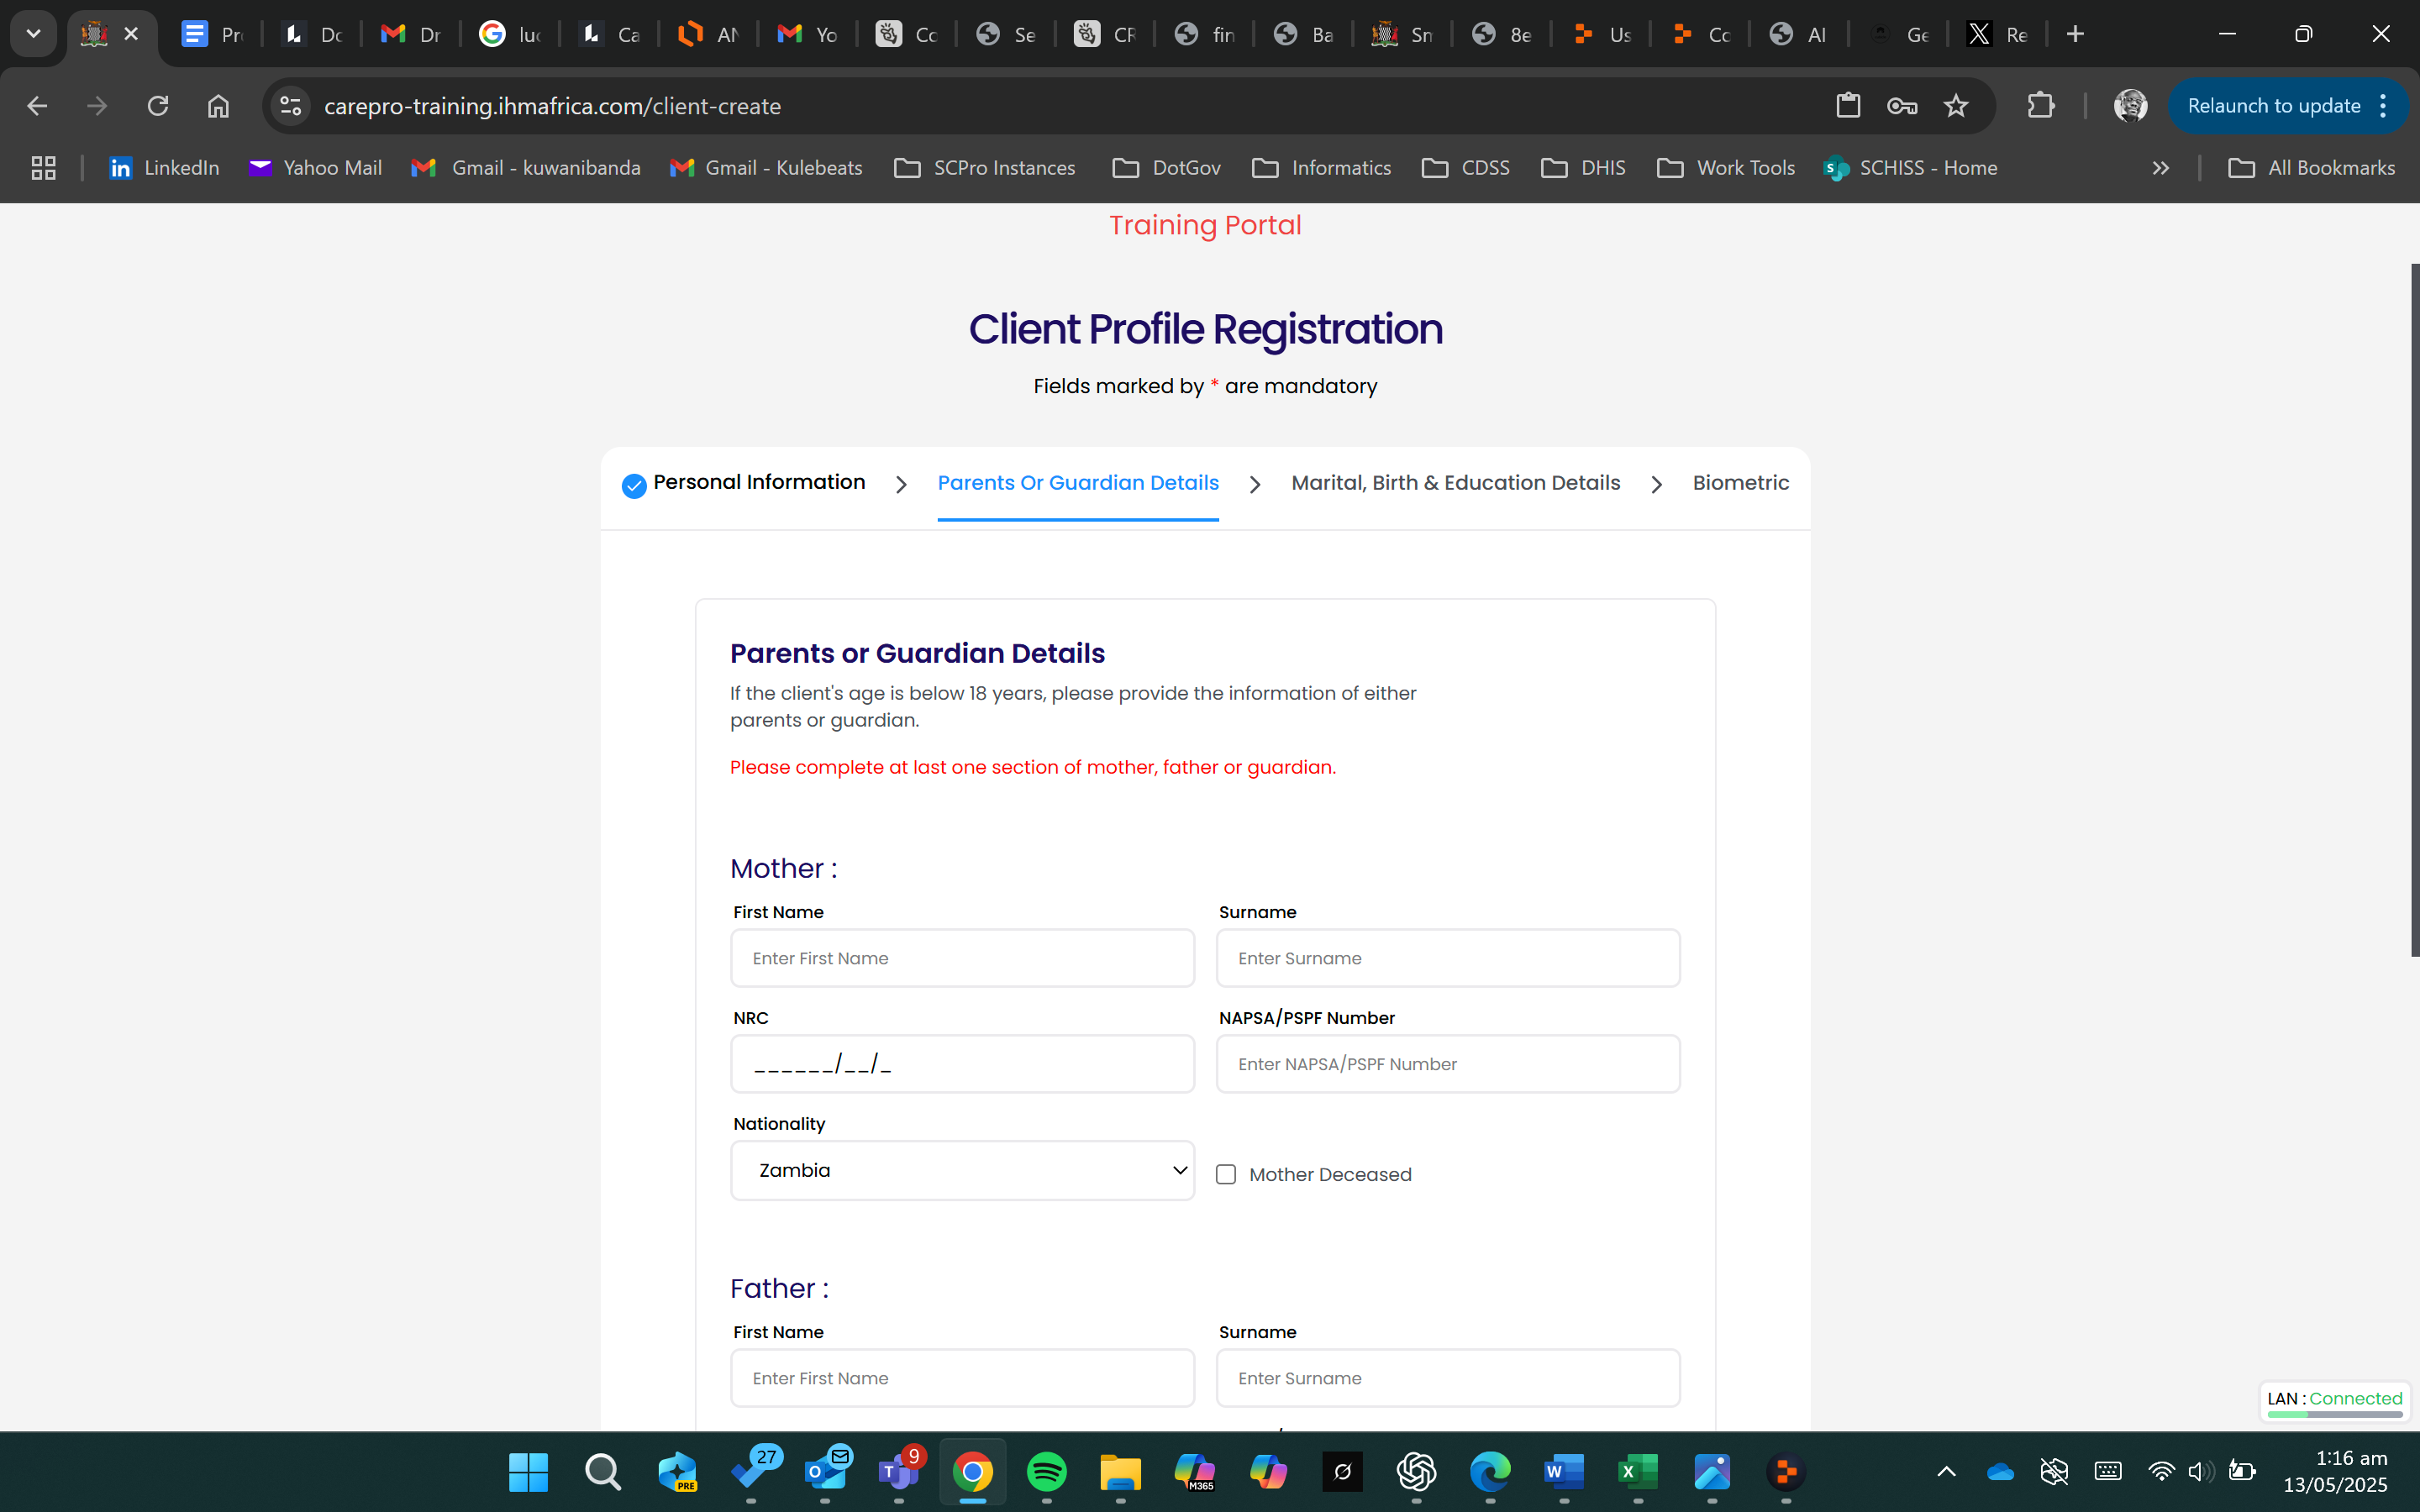 Pr
Do
Dr
luc
Ca
AN
Yo
Co
Se
CR
fin
Ba
Sm
8e
Us
Co
AI
Ge
Re
carepro-training.ihmafrica.com/client-create
Relaunch to update
LinkedIn
Yahoo Mail
Gmail - kuwanibanda
Gmail - Kulebeats
SCPro Instances
DotGov
Informatics
CDSS
DHIS
Work Tools
SCHISS - Home
All Bookmarks
Training Portal
Client Profile Registration
Fields marked by * are mandatory
Personal Information
Parents Or Guardian Details
Marital, Birth & Education Details
Biometric
Parents or Guardian Details
If the client's age is below 18 years, please provide the information of either
parents or guardian.
Please complete at last one section of mother, father or guardian.
Mother :
First Name
Surname
Enter First Name
Enter Surname
NRC
NAPSA/PSPF Number
______/__/_
Enter NAPSA/PSPF Number
Nationality
Zambia
Mother Deceased
Father :
First Name
Surname
Enter First Name
Enter Surname
LAN : Connected
PRE
27
9
M365
1:16 am
13/05/2025